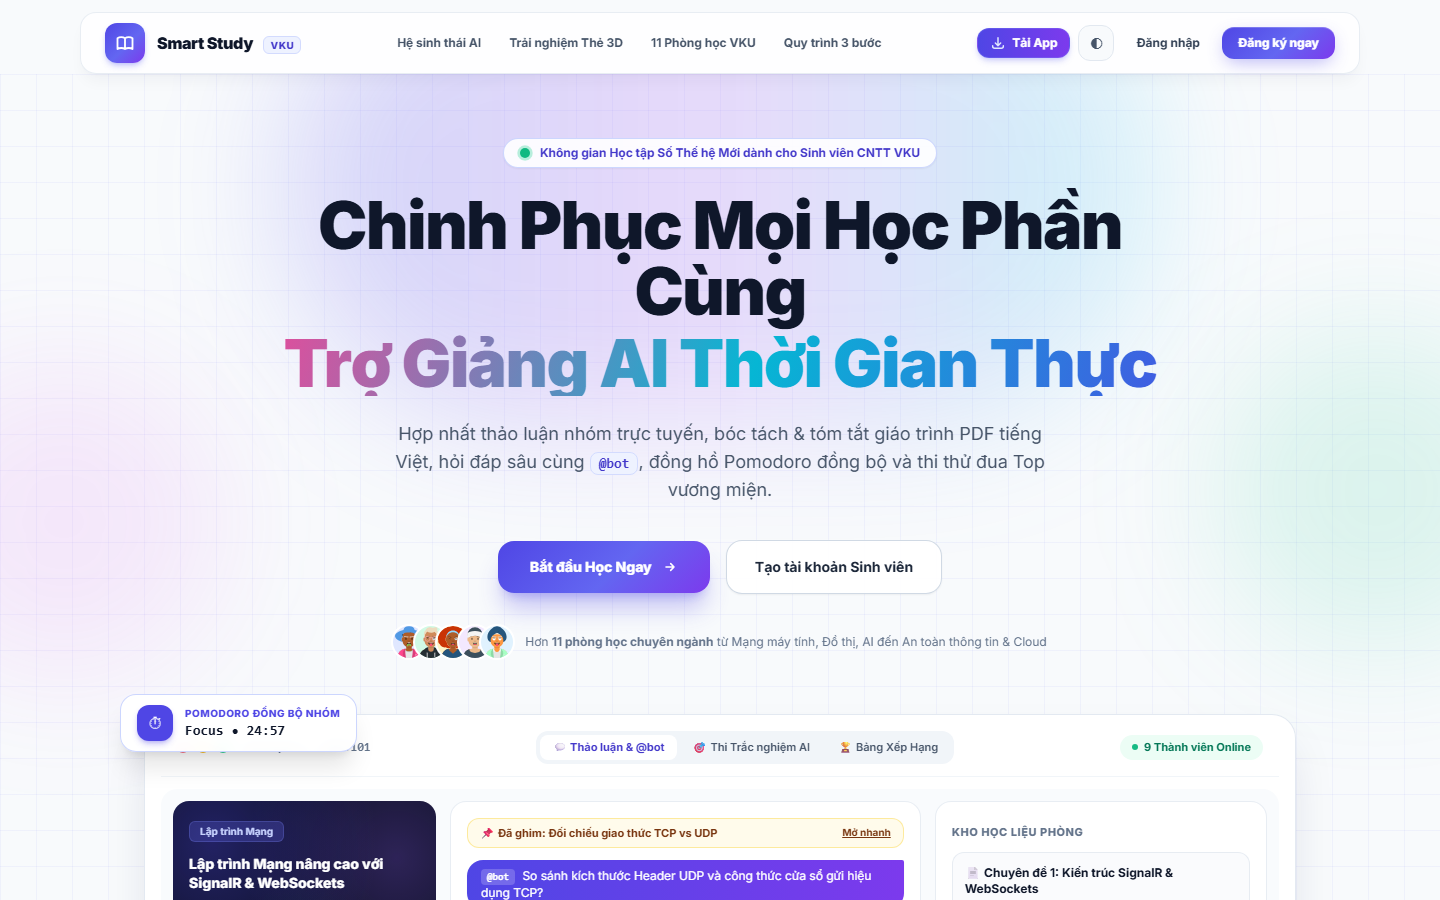 Smart Study VKU
Hệ sinh thái AI
Trải nghiệm Thẻ 3D
11 Phòng học VKU
Quy trình 3 bước
Tải App
Đăng nhập
Đăng ký ngay
Không gian Học tập Số Thế hệ Mới dành cho Sinh viên CNTT VKU
Chinh Phục Mọi Học Phần
Cùng
Trợ Giảng AI Thời Gian Thực
Hợp nhất thảo luận nhóm trực tuyến, bóc tách & tóm tắt giáo trình PDF tiếng
Việt, hỏi đáp sâu cùng @bot, đồng hồ Pomodoro đồng bộ và thi thử đua Top
vương miện.
Bắt đầu Học Ngay →
Tạo tài khoản Sinh viên
Hơn 11 phòng học chuyên ngành từ Mạng máy tính, Đồ thị, AI đến An toàn thông tin & Cloud
POMODORO ĐỒNG BỘ NHÓM
Focus • 24:57
101
Thảo luận & @bot
Thi Trắc nghiệm AI
Bảng Xếp Hạng
9 Thành viên Online
Lập trình Mạng
Lập trình Mạng nâng cao với
SignalR & WebSockets
Đã ghim: Đối chiếu giao thức TCP vs UDP
Mở nhanh
@bot So sánh kích thước Header UDP và công thức cửa sổ gửi hiệu
dụng TCP?
KHO HỌC LIỆU PHÒNG
Chuyên đề 1: Kiến trúc SignalR &
WebSockets